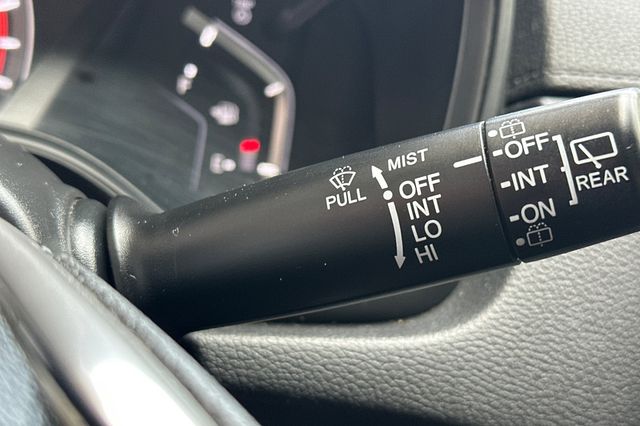 MIST
PULL
OFF
INT
LO
HI
OFF
INT
ON
REAR